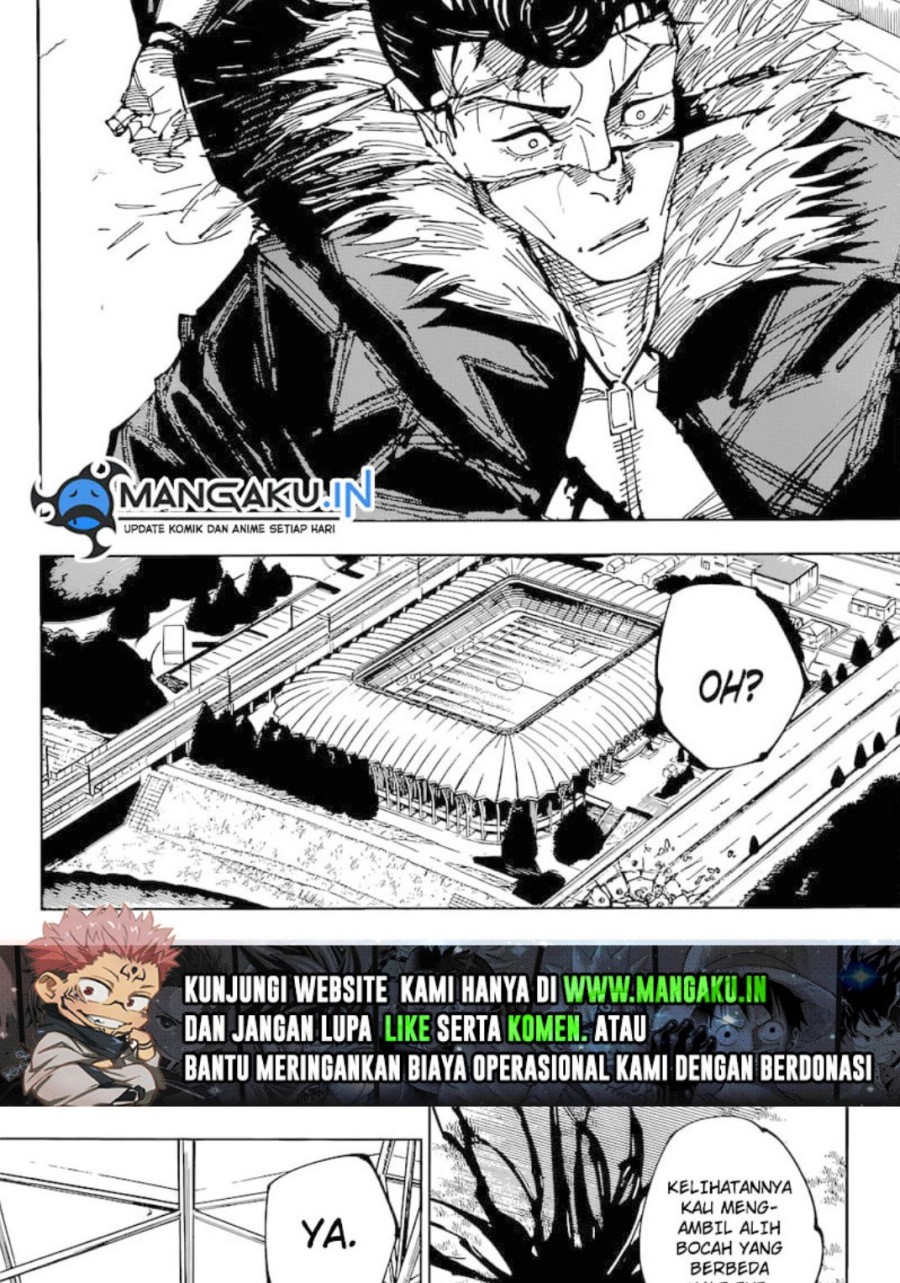 MANGAKU.IN
UPDATE KOMIK DAN ANIME SETIAP HARI
OH?
KUNJUNGI WEBSITE KAMI HANYA DI WWW.MANGAKU.IN
DAN JANGAN LUPA LIKE SERTA KOMEN. ATAU
BANTU MERINGANKAN BIAYA OPERASIONAL KAMI DENGAN BERDONASI
YA.
KELIHATANNYA
KAU MENG-
AMBIL ALIH
BOCAH YANG
BERBEDA